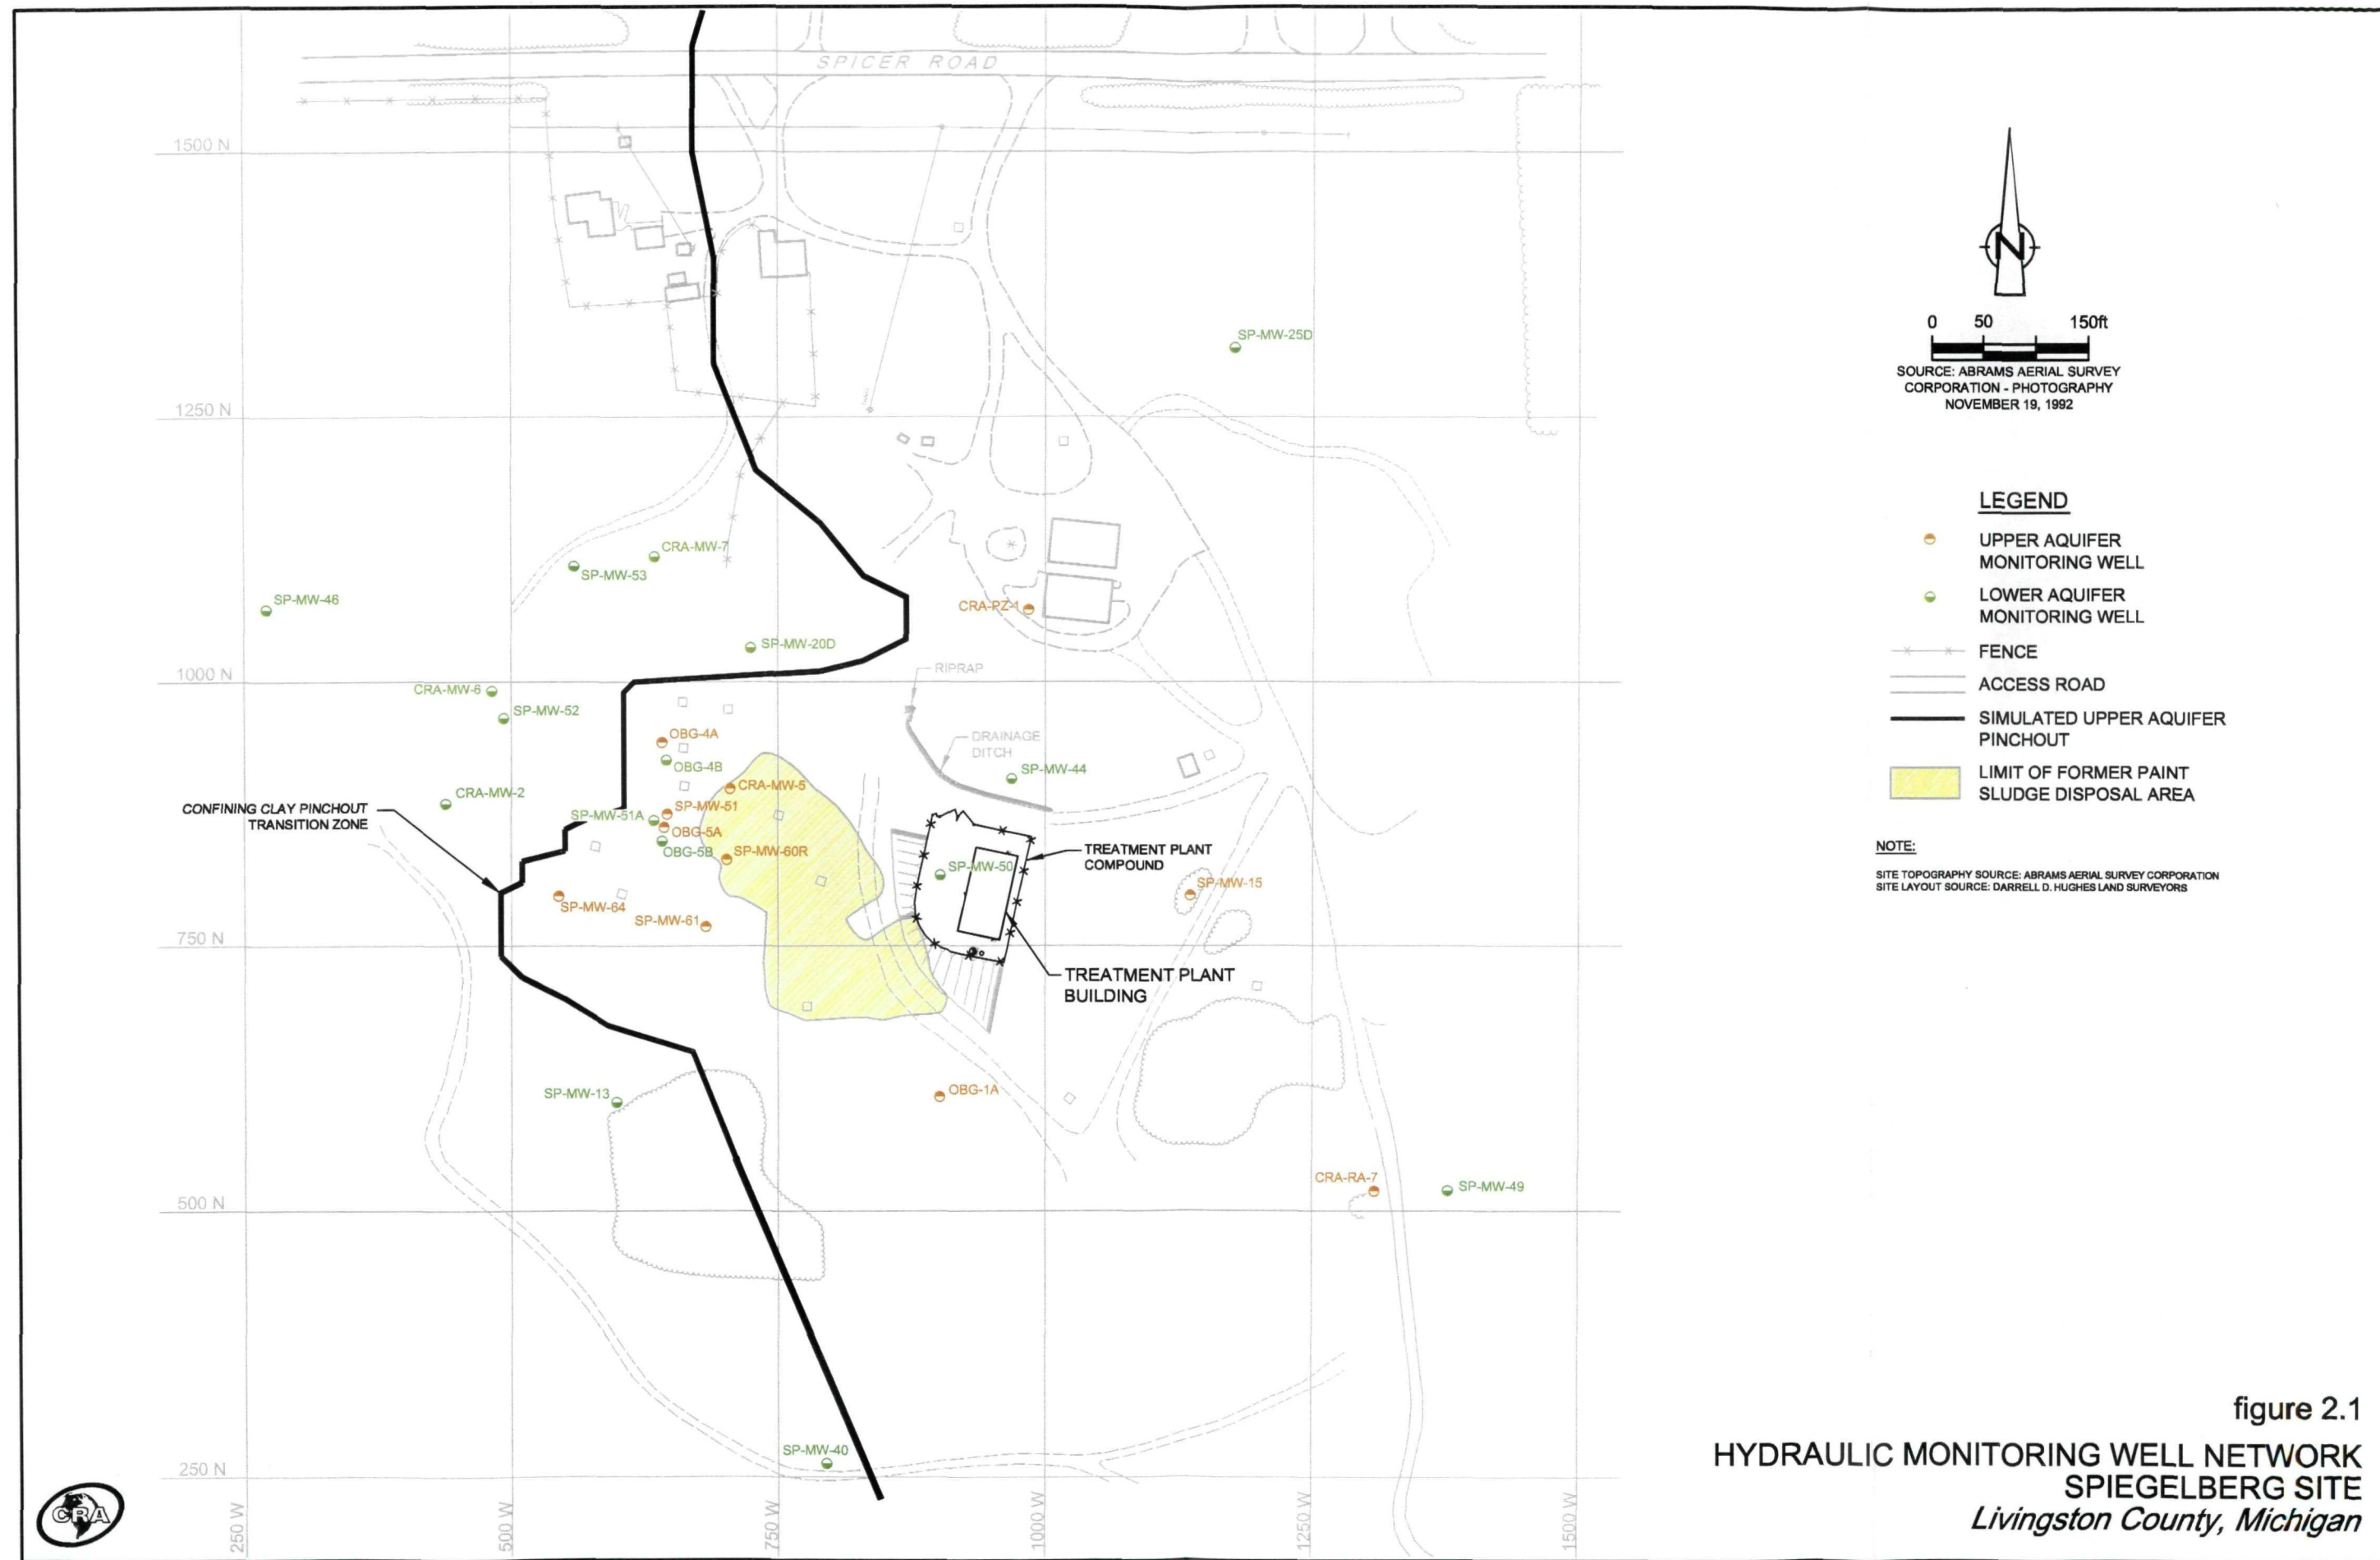 SPICER ROAD
1500 N
1250 N
1000 N
750 N
500 N
250 N
250 W
500 W
750 W
1000 W
1250 W
1500 W
SP-MW-25D
CRA-MW-7
SP-MW-53
SP-MW-46
CRA-PZ-1
SP-MW-20D
RIPRAP
CRA-MW-6
SP-MW-52
OBG-4A
DRAINAGE
DITCH
OBG-4B
SP-MW-44
CRA-MW-5
CRA-MW-2
SP-MW-51
SP-MW-51A
CONFINING CLAY PINCHOUT
TRANSITION ZONE
OBG-5A
OBG-5B
SP-MW-60R
TREATMENT PLANT
COMPOUND
SP-MW-50
SP-MW-15
SP-MW-64
SP-MW-61
TREATMENT PLANT
BUILDING
SP-MW-13
OBG-1A
CRA-RA-7
SP-MW-49
SP-MW-40
N
0 50 150ft
SOURCE: ABRAMS AERIAL SURVEY
CORPORATION - PHOTOGRAPHY
NOVEMBER 19, 1992
LEGEND
UPPER AQUIFER
MONITORING WELL
LOWER AQUIFER
MONITORING WELL
FENCE
ACCESS ROAD
SIMULATED UPPER AQUIFER
PINCHOUT
LIMIT OF FORMER PAINT
SLUDGE DISPOSAL AREA
NOTE:
SITE TOPOGRAPHY SOURCE: ABRAMS AERIAL SURVEY CORPORATION
SITE LAYOUT SOURCE: DARRELL D. HUGHES LAND SURVEYORS
figure 2.1
HYDRAULIC MONITORING WELL NETWORK
SPIEGELBERG SITE
Livingston County, Michigan
CRA